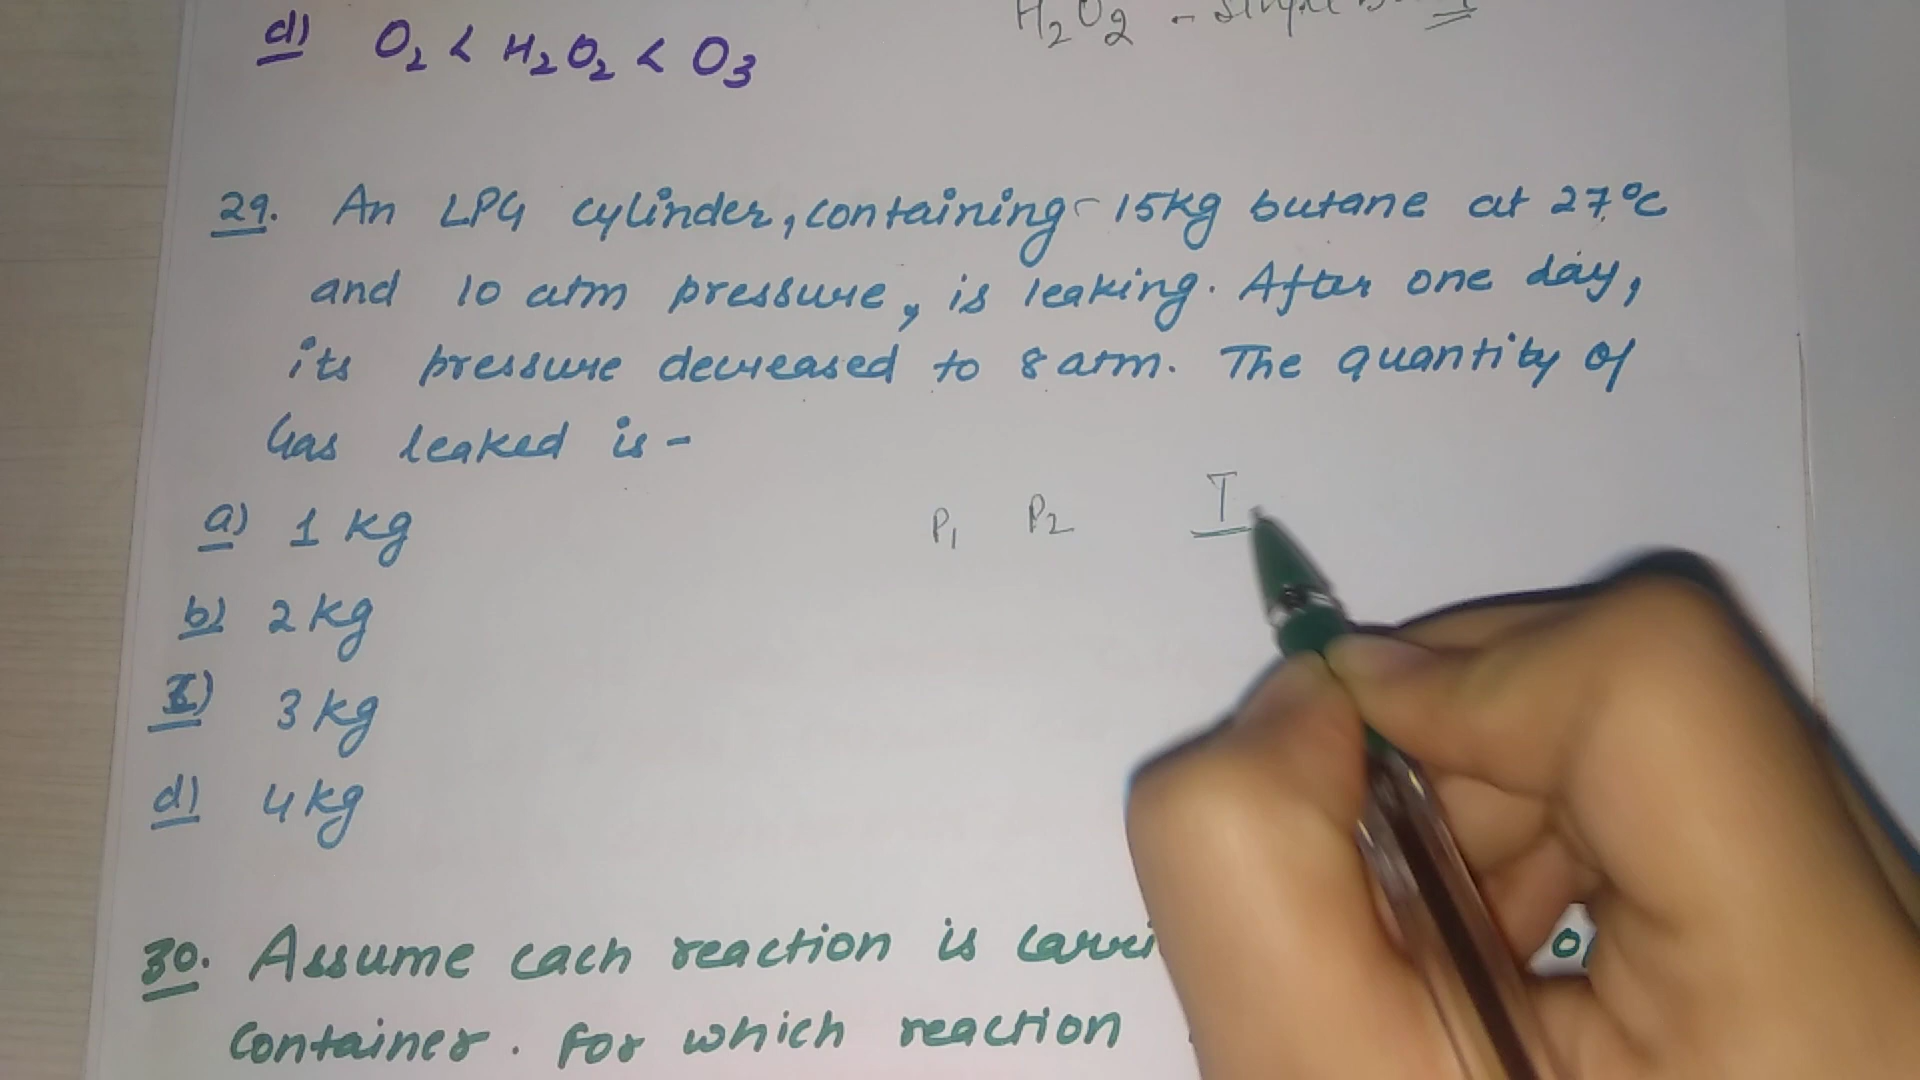 H2O2 -
d) O2 < H2O2 < O3
29. An LPG cylinder, containing 15kg butane at 27°C
and 10 atm pressure, is leaking. After one day,
its pressure decreased to 8 atm. The quantity of
Gas leaked is -
P1 P2 T
a) 1 kg
b) 2 kg
c) 3 kg
d) 4 kg
30. Assume each reaction is
container. For which reaction